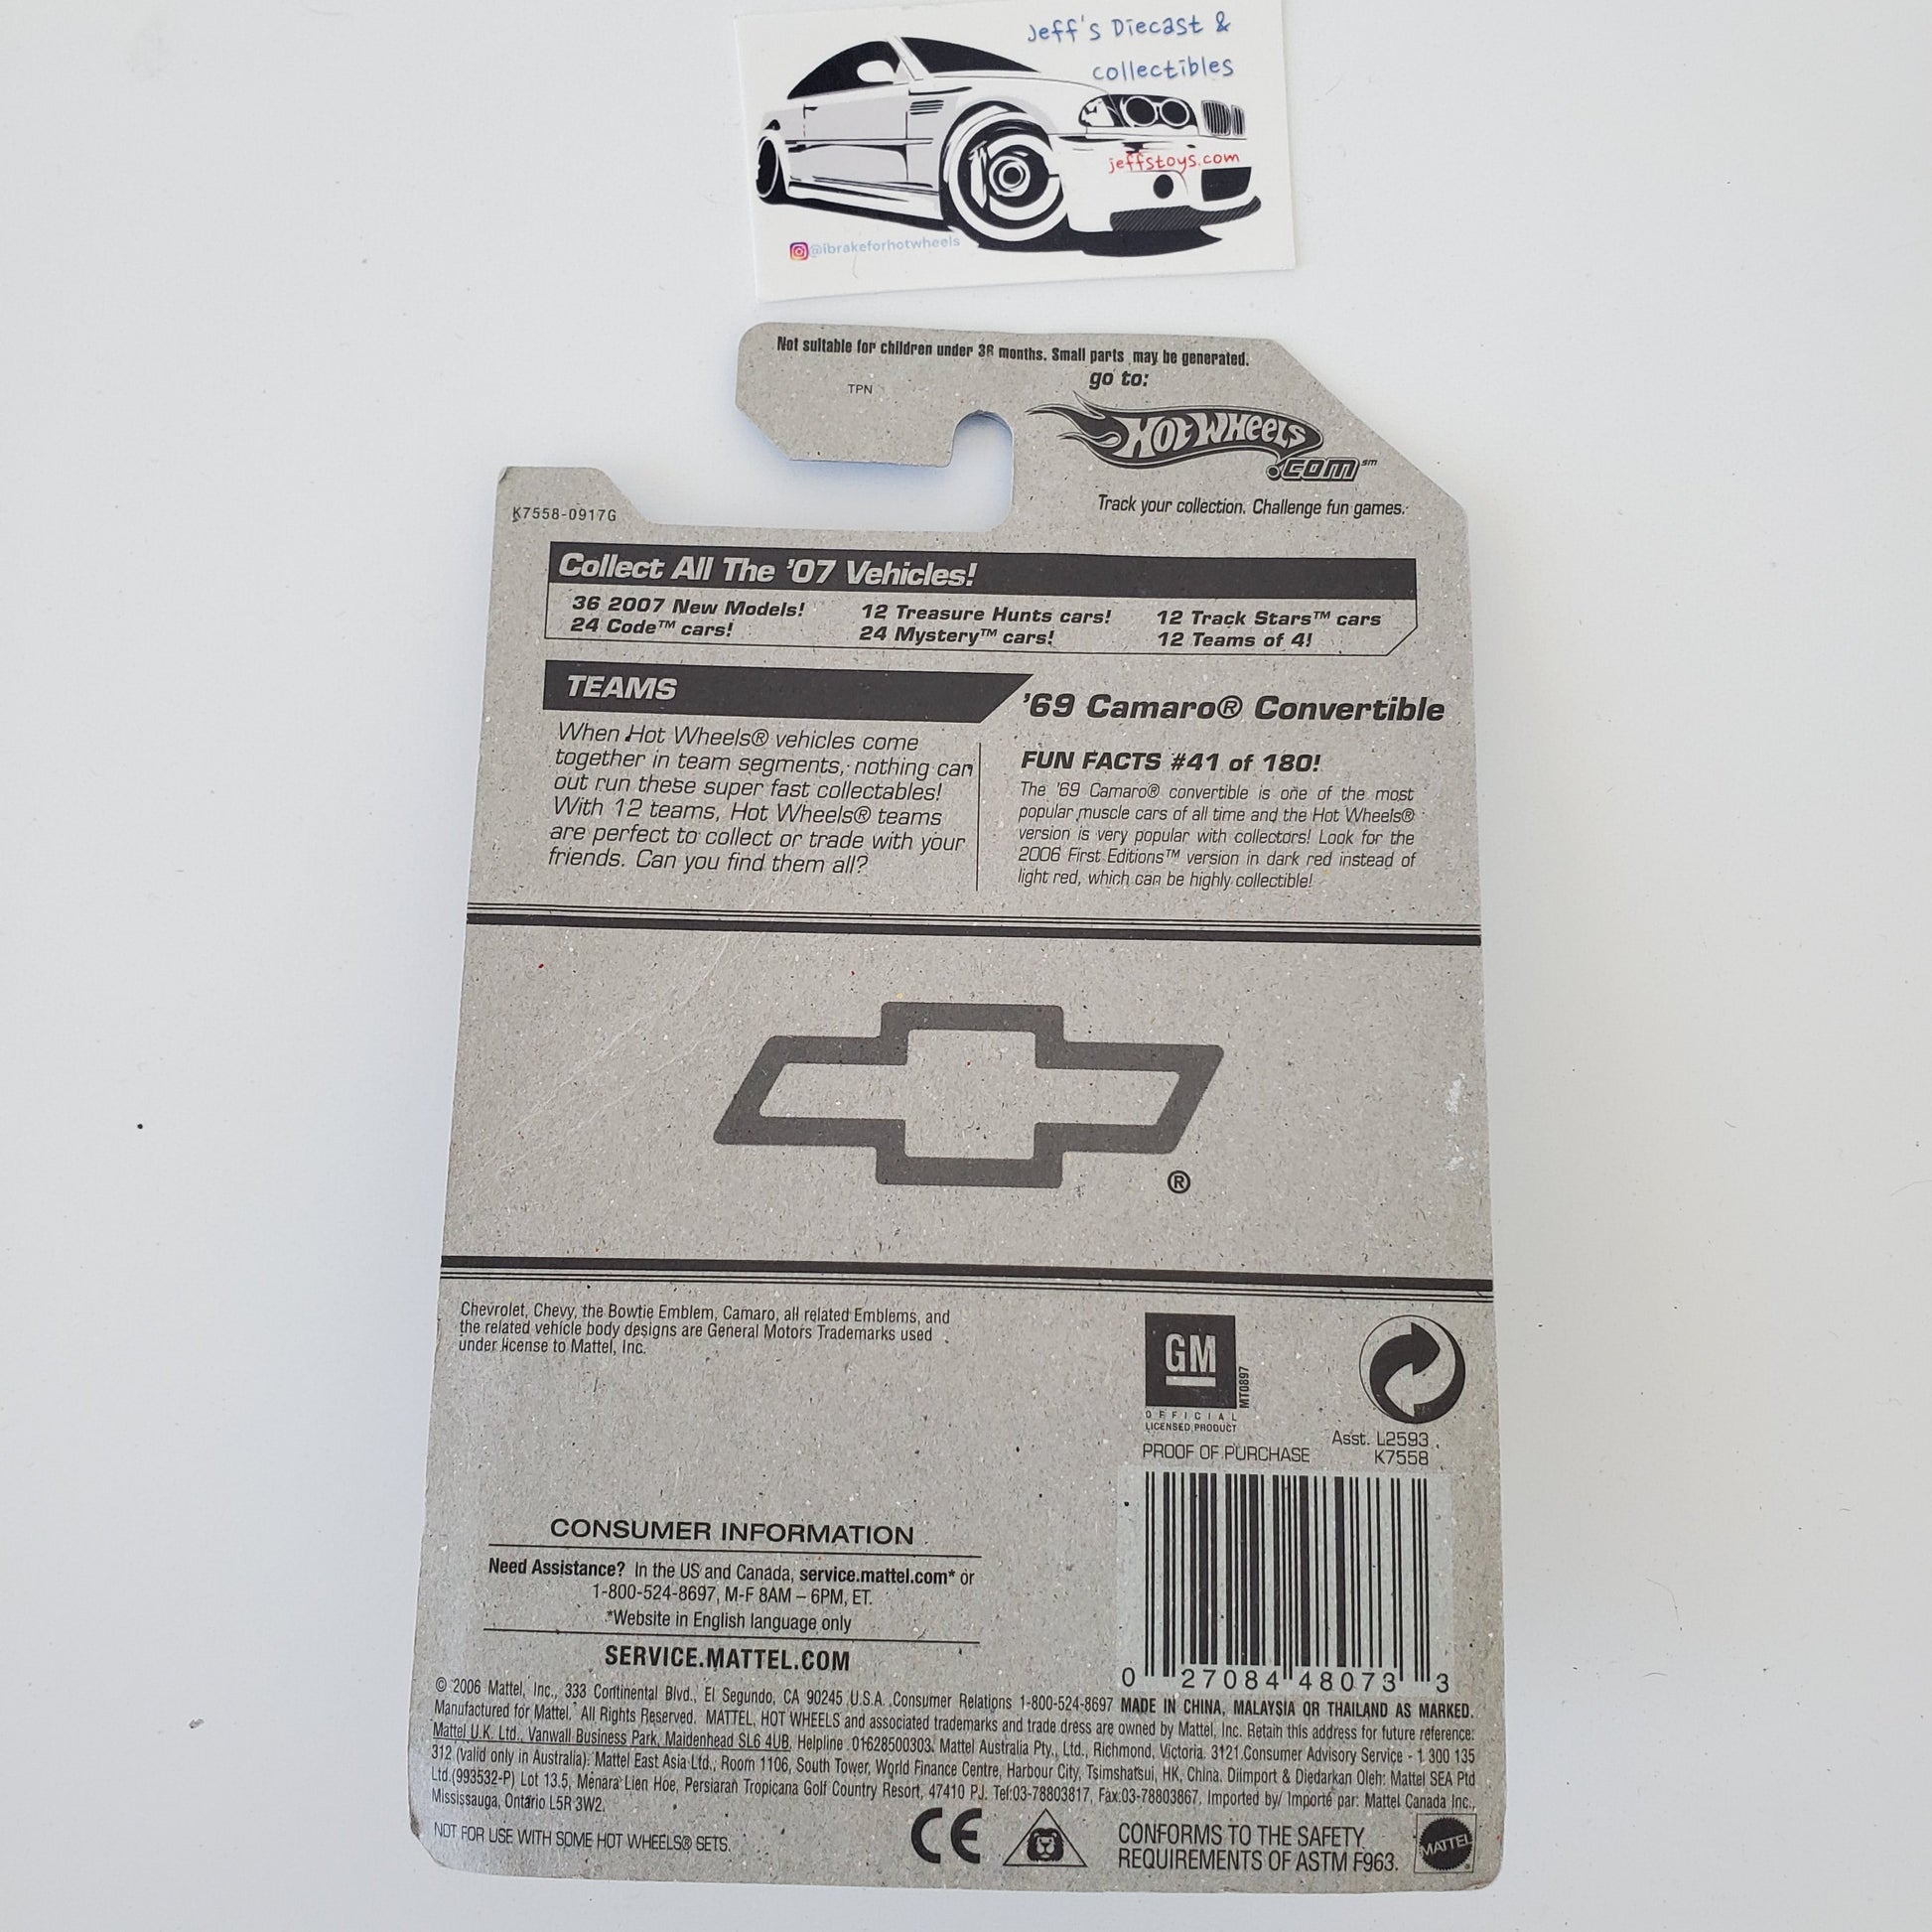 Jeff's Diecast &
collectibles
jeffstoys.com
@ibrakeforhotwheels
Not suitable for children under 36 months. Small parts may be generated.
TPN
go to:
Hot Wheels
.com℠
Track your collection. Challenge fun games.
K7558-0917G
Collect All The '07 Vehicles!
36 2007 New Models! 12 Treasure Hunts cars! 12 Track Stars™ cars
24 Code™ cars! 24 Mystery™ cars! 12 Teams of 4!
TEAMS
When Hot Wheels® vehicles come
together in team segments, nothing can
out run these super fast collectables!
With 12 teams, Hot Wheels® teams
are perfect to collect or trade with your
friends. Can you find them all?
'69 Camaro® Convertible
FUN FACTS #41 of 180!
The '69 Camaro® convertible is one of the most
popular muscle cars of all time and the Hot Wheels®
version is very popular with collectors! Look for the
2006 First Editions™ version in dark red instead of
light red, which can be highly collectible!
®
Chevrolet, Chevy, the Bowtie Emblem, Camaro, all related Emblems, and
the related vehicle body designs are General Motors Trademarks used
under license to Mattel, Inc.
GM
MT0897
OFFICIAL
LICENSED PRODUCT
PROOF OF PURCHASE
Asst. L2593
K7558
0 27084 48073 3
CONSUMER INFORMATION
Need Assistance? In the US and Canada, service.mattel.com* or
1-800-524-8697, M-F 8AM – 6PM, ET.
*Website in English language only
SERVICE.MATTEL.COM
© 2006 Mattel, Inc., 333 Continental Blvd., El Segundo, CA 90245 U.S.A. Consumer Relations 1-800-524-8697 MADE IN CHINA, MALAYSIA OR THAILAND AS MARKED.
Manufactured for Mattel. All Rights Reserved. MATTEL, HOT WHEELS and associated trademarks and trade dress are owned by Mattel, Inc. Retain this address for future reference:
Mattel U.K. Ltd., Vanwall Business Park, Maidenhead SL6 4UB. Helpline 01628500303. Mattel Australia Pty., Ltd., Richmond, Victoria. 3121.Consumer Advisory Service - 1 300 135
312 (valid only in Australia). Mattel East Asia Ltd., Room 1106, South Tower, World Finance Centre, Harbour City, Tsimshatsui, HK, China. Diimport & Diedarkan Oleh: Mattel SEA Ptd
Ltd.(993532-P) Lot 13.5, Menara Lien Hoe, Persiaran Tropicana Golf Country Resort, 47410 PJ. Tel:03-78803817, Fax:03-78803867. Imported by/ Importé par: Mattel Canada Inc.,
Mississauga, Ontario L5R 3W2.
NOT FOR USE WITH SOME HOT WHEELS® SETS.
CE
CONFORMS TO THE SAFETY
REQUIREMENTS OF ASTM F963.
MATTEL